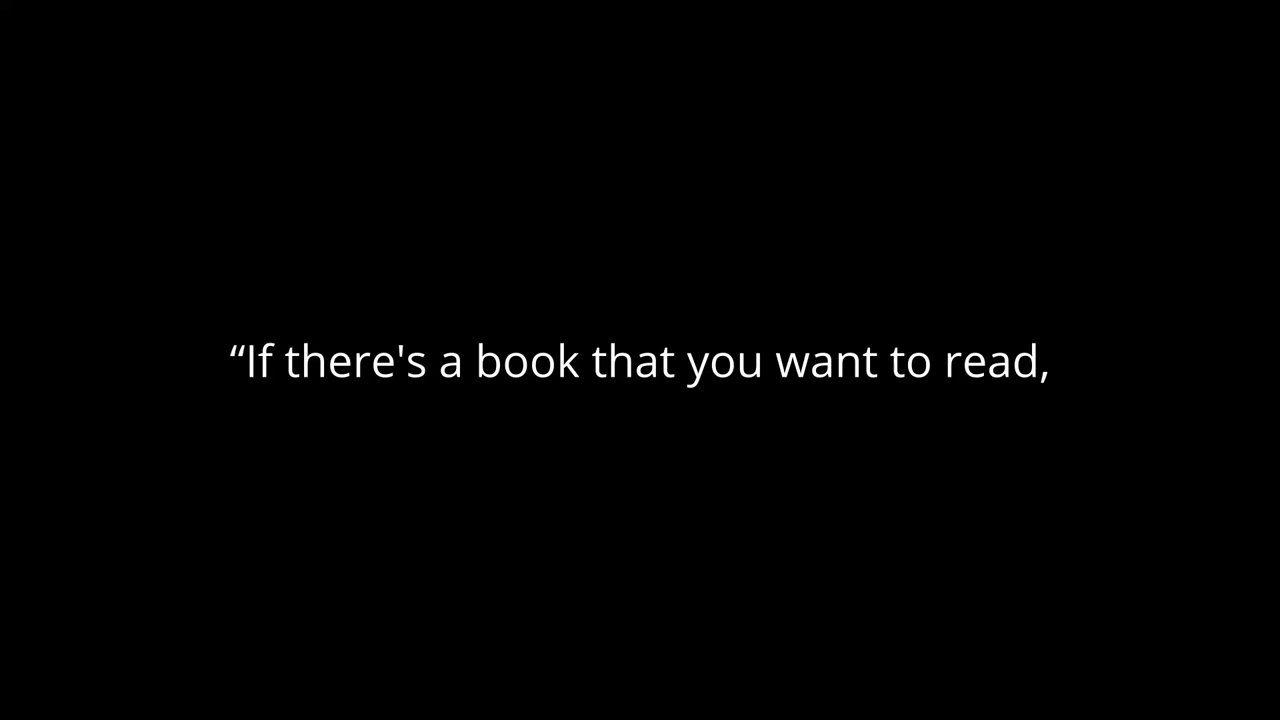 “If there's a book that you want to read,